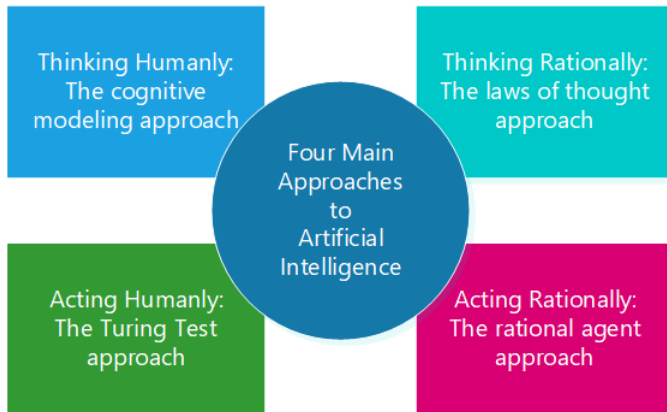 Thinking Humanly:
The cognitive
modeling approach
Thinking Rationally:
The laws of thought
approach
Four Main
Approaches
to
Artificial
Intelligence
Acting Humanly:
The Turing Test
approach
Acting Rationally:
The rational agent
approach